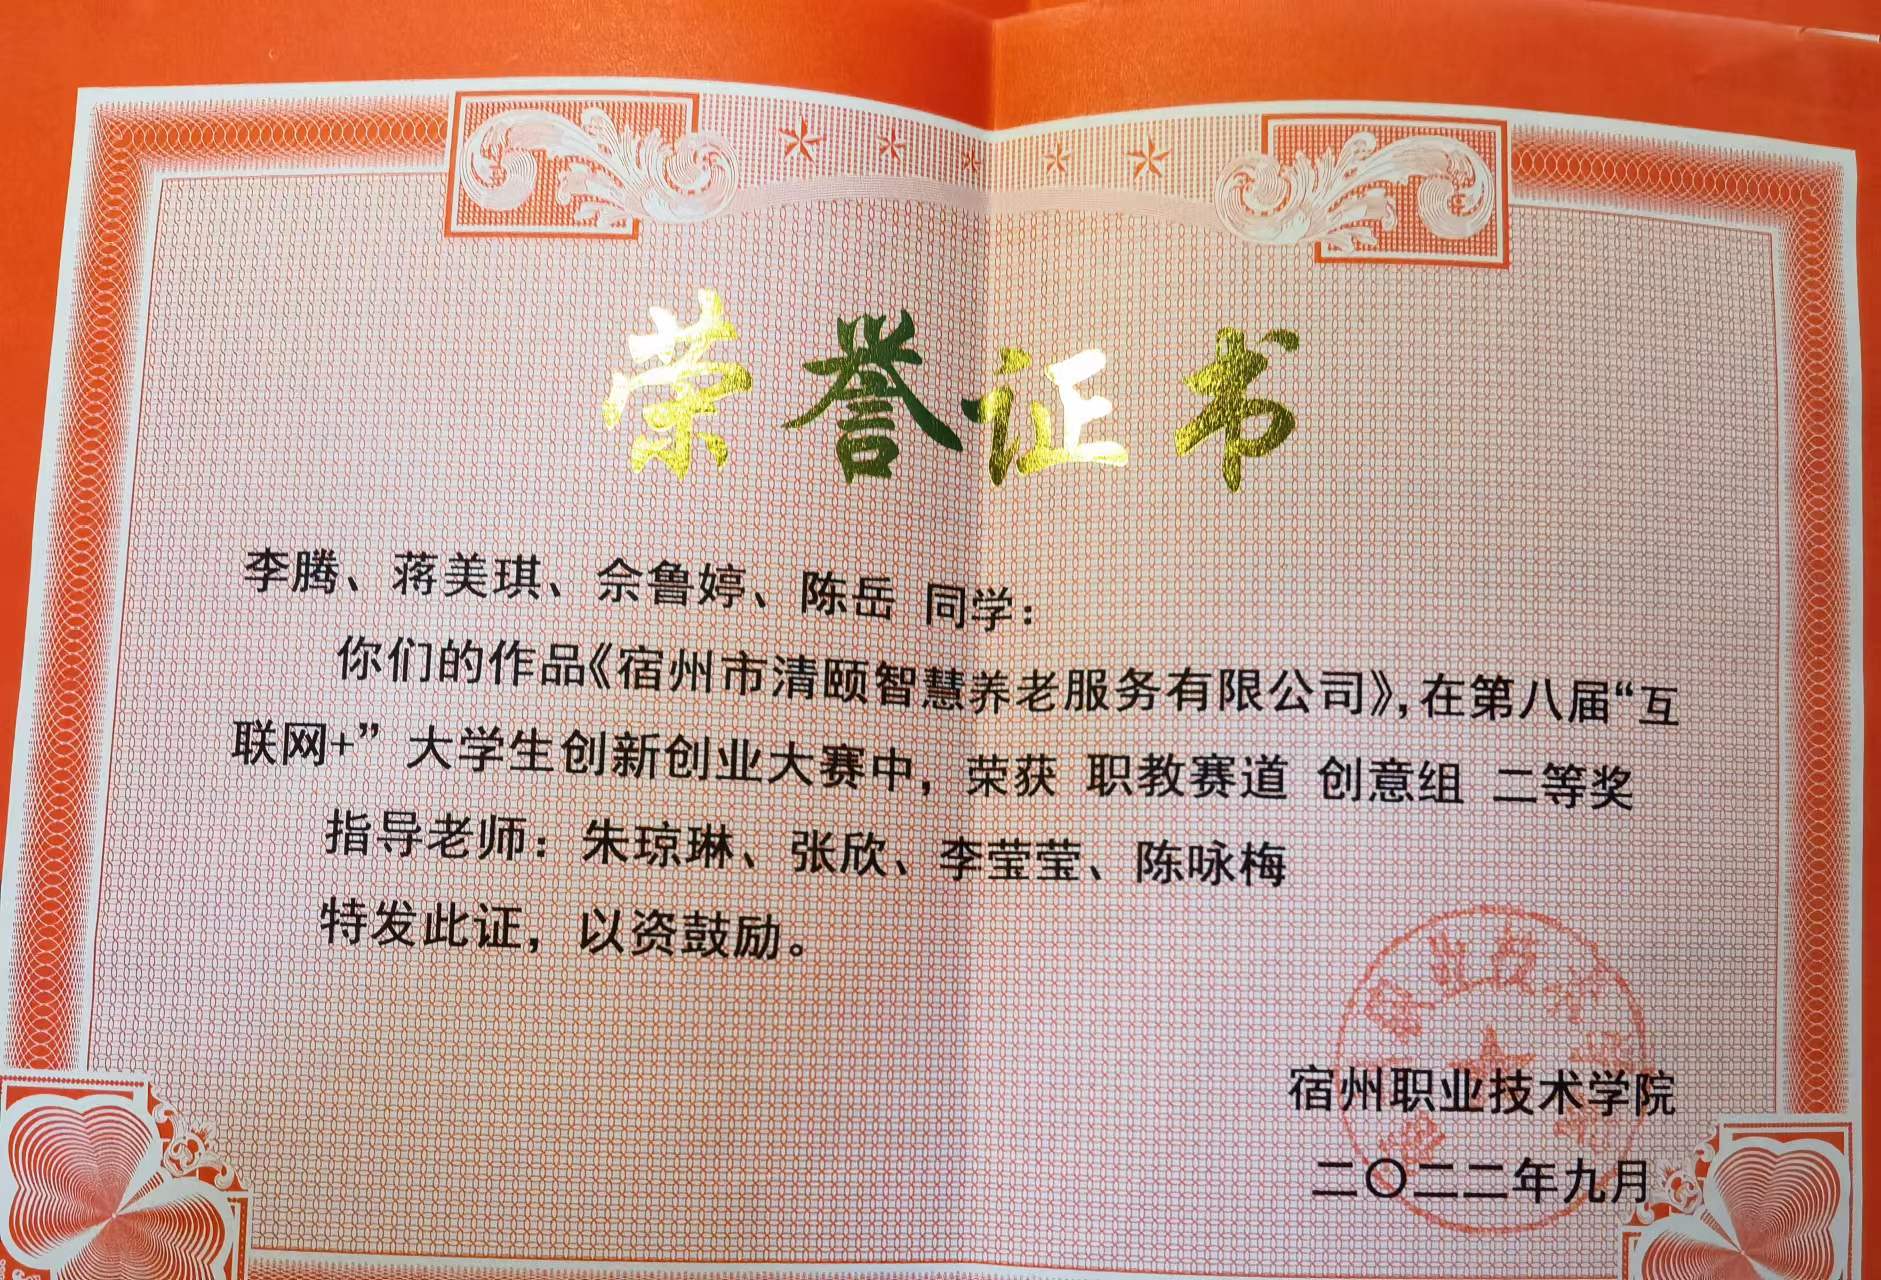 荣誉证书
李腾、蒋美琪、佘鲁婷、陈岳 同学：
你们的作品《宿州市清颐智慧养老服务有限公司》，在第八届“互
联网+” 大学生创新创业大赛中，荣获 职教赛道 创意组 二等奖
指导老师：朱琼琳、张欣、李莹莹、陈咏梅
特发此证，以资鼓励。
宿州职业技术学院
二〇二二年九月